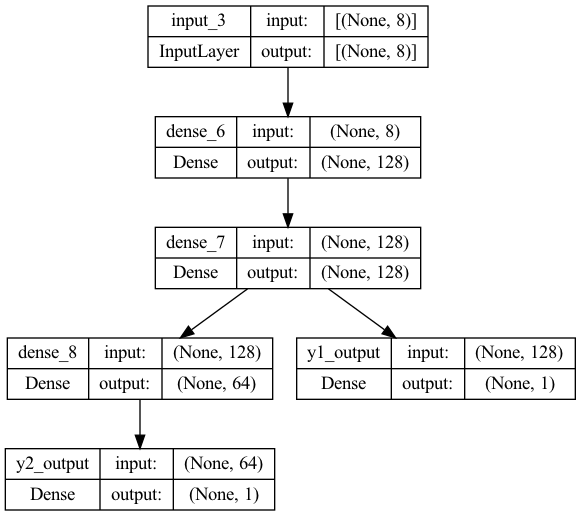 input_3 input: [(None, 8)]
InputLayer output: [(None, 8)]
dense_6 input: (None, 8)
Dense output: (None, 128)
dense_7 input: (None, 128)
Dense output: (None, 128)
dense_8 input: (None, 128)
Dense output: (None, 64)
y1_output input: (None, 128)
Dense output: (None, 1)
y2_output input: (None, 64)
Dense output: (None, 1)